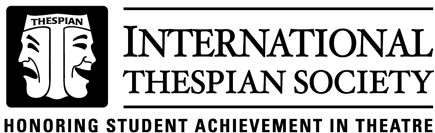 THESPIAN
INTERNATIONAL
THESPIAN SOCIETY
HONORING STUDENT ACHIEVEMENT IN THEATRE